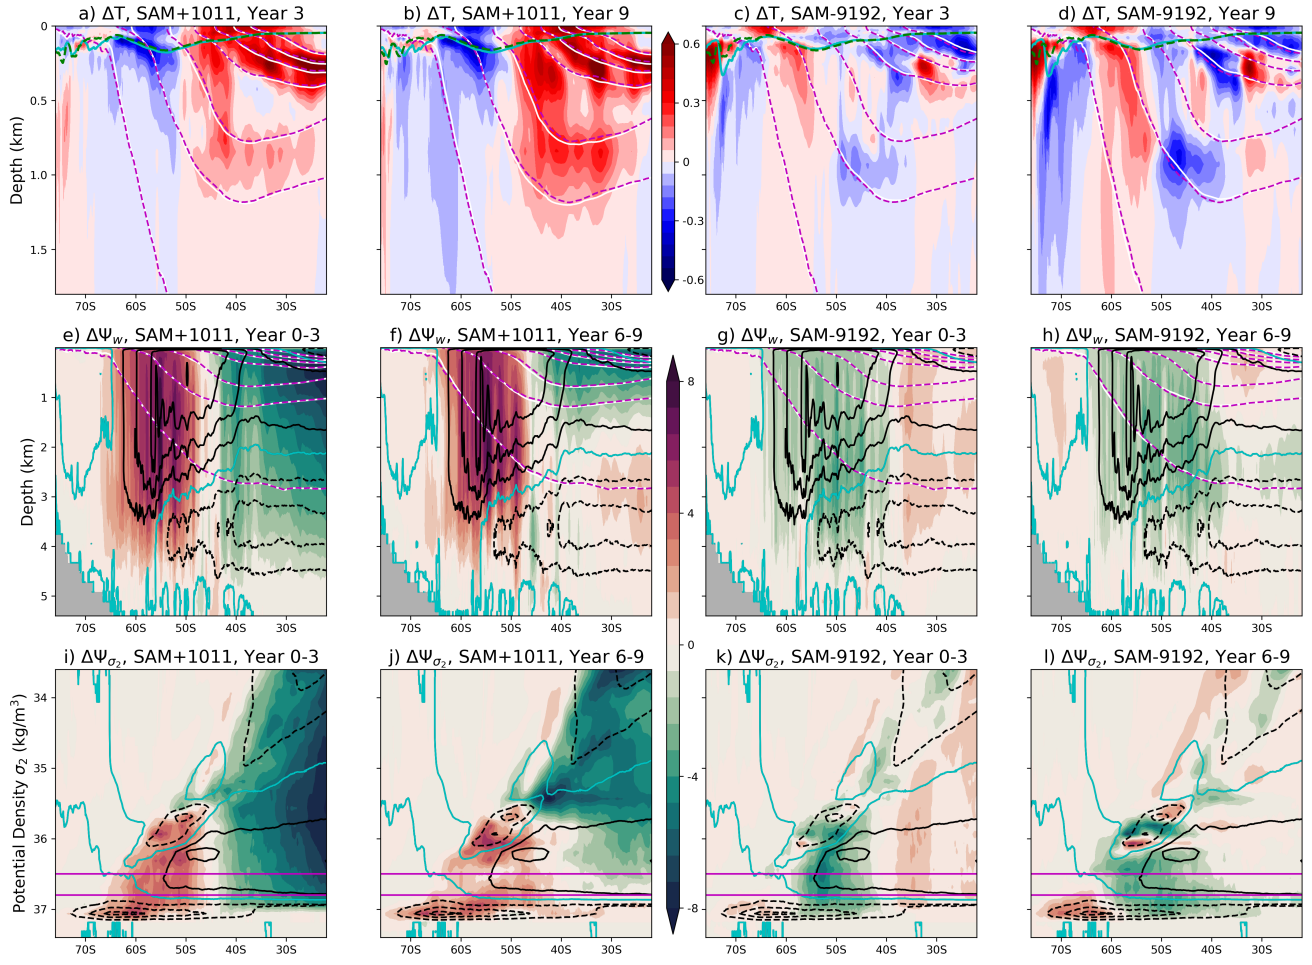 a) ΔT, SAM+1011, Year 3
b) ΔT, SAM+1011, Year 9
c) ΔT, SAM-9192, Year 3
d) ΔT, SAM-9192, Year 9
Depth (km)
0
0.5
1.0
1.5
0.6
0.3
0
-0.3
-0.6
70S 60S 50S 40S 30S
70S 60S 50S 40S 30S
70S 60S 50S 40S 30S
70S 60S 50S 40S 30S
e) ΔΨw, SAM+1011, Year 0-3
f) ΔΨw, SAM+1011, Year 6-9
g) ΔΨw, SAM-9192, Year 0-3
h) ΔΨw, SAM-9192, Year 6-9
Depth (km)
1
2
3
4
5
8
4
0
-4
-8
70S 60S 50S 40S 30S
70S 60S 50S 40S 30S
70S 60S 50S 40S 30S
70S 60S 50S 40S 30S
i) ΔΨσ2, SAM+1011, Year 0-3
j) ΔΨσ2, SAM+1011, Year 6-9
k) ΔΨσ2, SAM-9192, Year 0-3
l) ΔΨσ2, SAM-9192, Year 6-9
Potential Density σ2 (kg/m³)
34
35
36
37
70S 60S 50S 40S 30S
70S 60S 50S 40S 30S
70S 60S 50S 40S 30S
70S 60S 50S 40S 30S